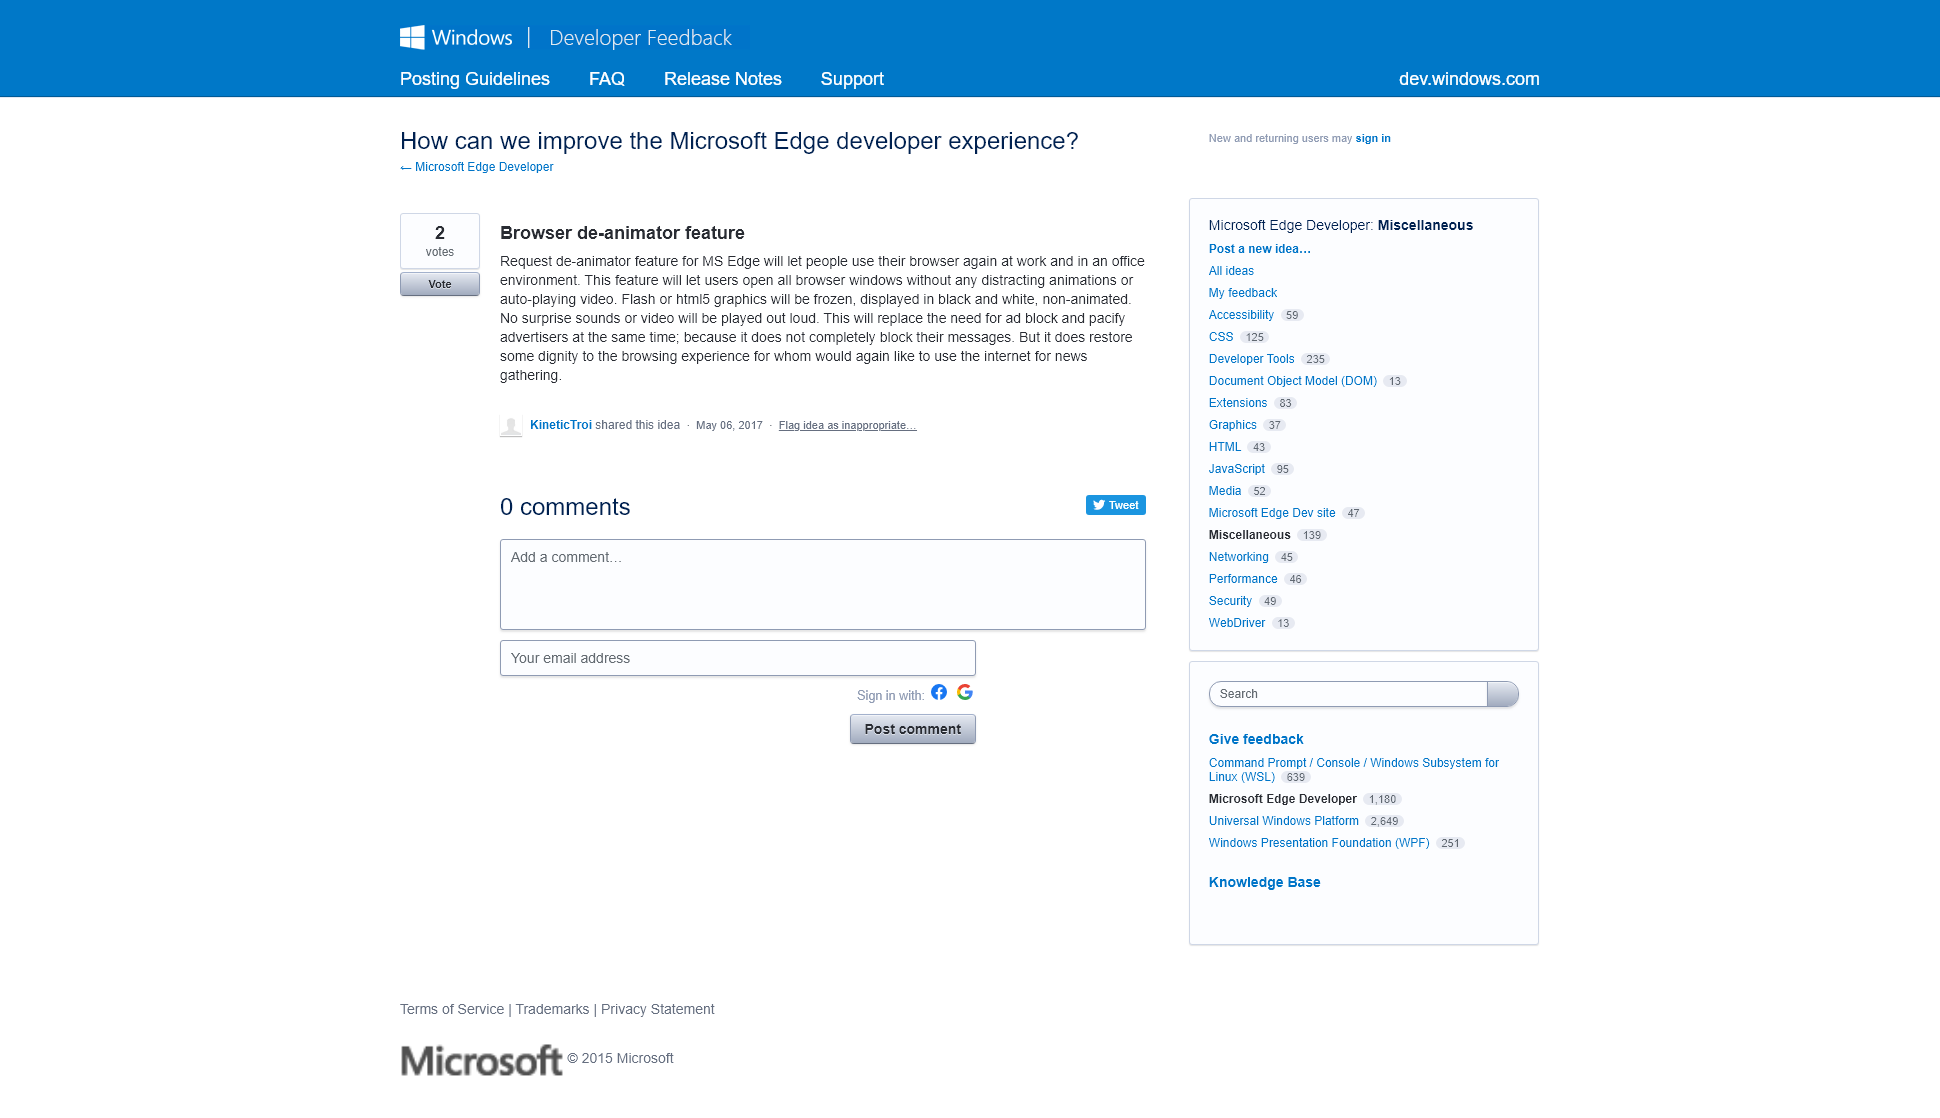 Windows | Developer Feedback
Posting Guidelines FAQ Release Notes Support dev.windows.com
How can we improve the Microsoft Edge developer experience?
← Microsoft Edge Developer
New and returning users may sign in
2
votes
Vote
Browser de-animator feature
Request de-animator feature for MS Edge will let people use their browser again at work and in an office
environment. This feature will let users open all browser windows without any distracting animations or
auto-playing video. Flash or html5 graphics will be frozen, displayed in black and white, non-animated.
No surprise sounds or video will be played out loud. This will replace the need for ad block and pacify
advertisers at the same time; because it does not completely block their messages. But it does restore
some dignity to the browsing experience for whom would again like to use the internet for news
gathering.
KineticTroi shared this idea · May 06, 2017 · Flag idea as inappropriate…
0 comments
Tweet
Add a comment…
Your email address
Sign in with:
Post comment
Microsoft Edge Developer: Miscellaneous
Post a new idea…
All ideas
My feedback
Accessibility 59
CSS 125
Developer Tools 235
Document Object Model (DOM) 13
Extensions 83
Graphics 37
HTML 43
JavaScript 95
Media 52
Microsoft Edge Dev site 47
Miscellaneous 139
Networking 45
Performance 46
Security 49
WebDriver 13
Search
Give feedback
Command Prompt / Console / Windows Subsystem for
Linux (WSL) 639
Microsoft Edge Developer 1,180
Universal Windows Platform 2,649
Windows Presentation Foundation (WPF) 251
Knowledge Base
Terms of Service | Trademarks | Privacy Statement
Microsoft © 2015 Microsoft